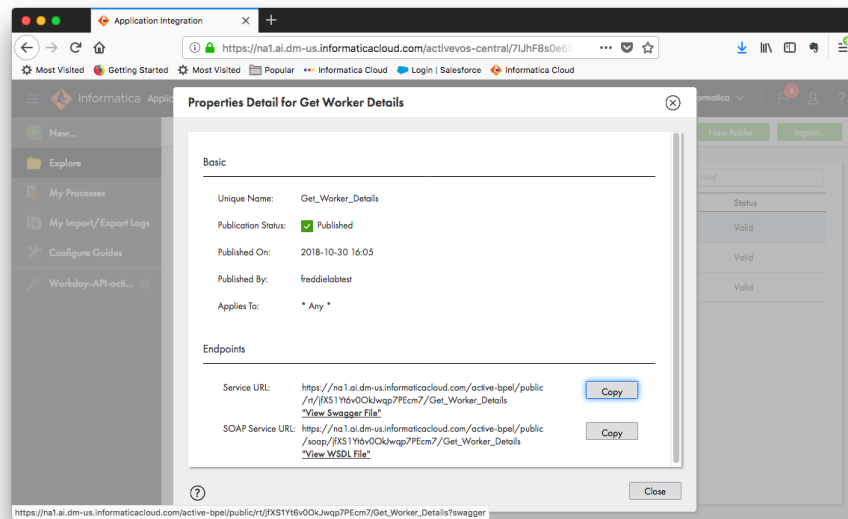 Application Integration
https://na1.ai.dm-us.informaticacloud.com/activevos-central/7IJhF8s0e6
Most Visited
Getting Started
Most Visited
Popular
Informatica Cloud
Login | Salesforce
Informatica Cloud
Informatica Applic
Properties Detail for Get Worker Details
ormatica
3
?
New...
New Folder
Import...
Explore
Find
My Processes
Status
My Import/Export Logs
Valid
Configure Guides
Valid
Workday-API-acti...
Valid
Basic
Unique Name: Get_Worker_Details
Publication Status: Published
Published On: 2018-10-30 16:05
Published By: freddielabtest
Applies To: * Any *
Endpoints
Service URL: https://na1.ai.dm-us.informaticacloud.com/active-bpel/public
/rt/jfXS1Yt6v0OkJwqp7PEcm7/Get_Worker_Details
"View Swagger File"
Copy
SOAP Service URL: https://na1.ai.dm-us.informaticacloud.com/active-bpel/public
/soap/jfXS1Yt6v0OkJwqp7PEcm7/Get_Worker_Details
"View WSDL File"
Copy
?
Close
https://na1.ai.dm-us.informaticacloud.com/active-bpel/public/rt/jfXS1Yt6v0OkJwqp7PEcm7/Get_Worker_Details?swagger